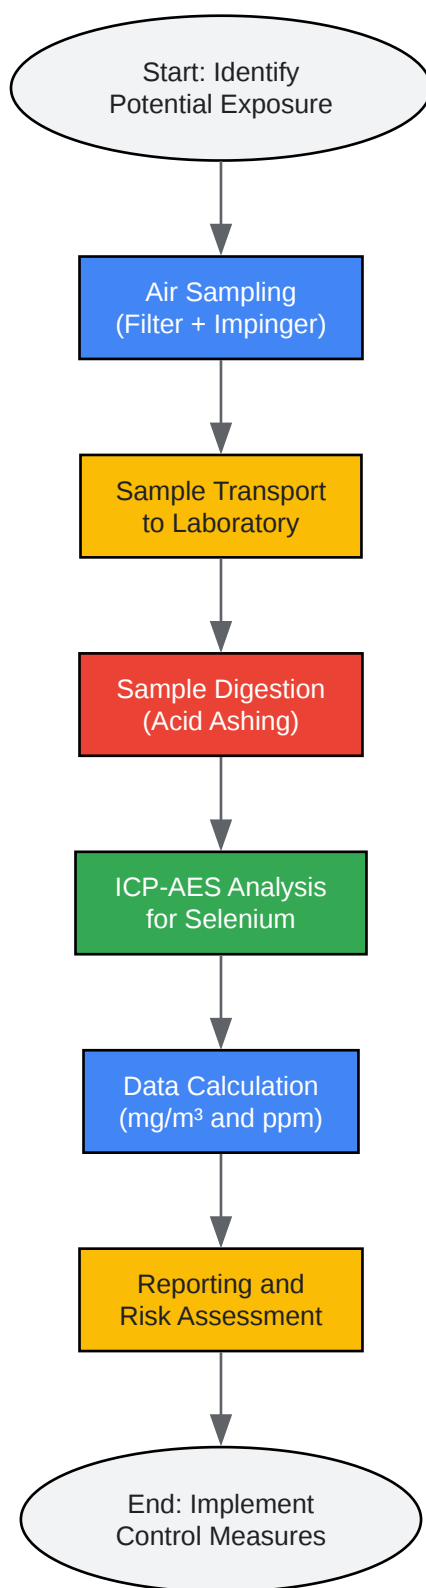 Start: Identify
Potential Exposure
Air Sampling
(Filter + Impinger)
Sample Transport
to Laboratory
Sample Digestion
(Acid Ashing)
ICP-AES Analysis
for Selenium
Data Calculation
(mg/m³ and ppm)
Reporting and
Risk Assessment
End: Implement
Control Measures